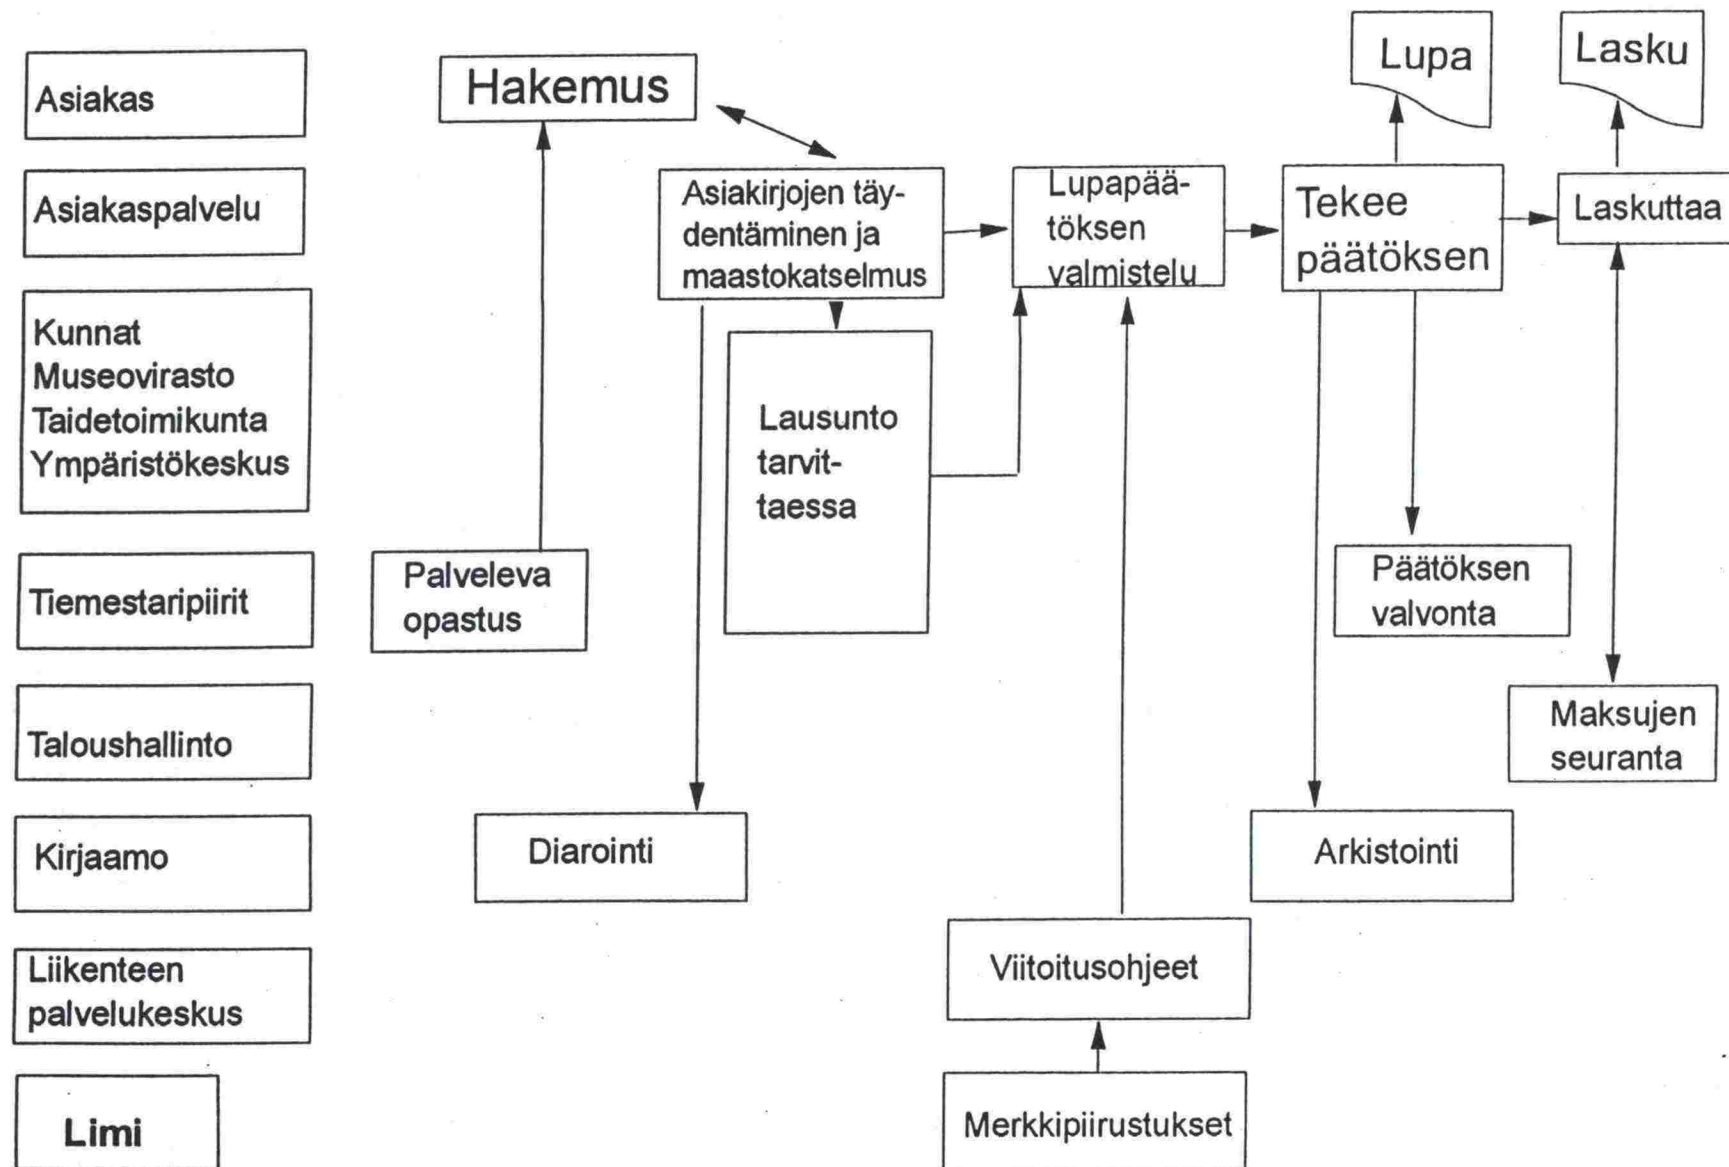 Asiakas
Hakemus
Lupa
Lasku
Asiakaspalvelu
Asiakirjojen täy-
dentäminen ja
maastokatselmus
Lupapää-
töksen
valmistelu
Tekee
päätöksen
Laskuttaa
Kunnat
Museovirasto
Taidetoimikunta
Ympäristökeskus
Lausunto
tarvit-
taessa
Tiemestaripiirit
Palveleva
opastus
Päätöksen
valvonta
Taloushallinto
Maksujen
seuranta
Kirjaamo
Diarointi
Arkistointi
Liikenteen
palvelukeskus
Viitoitusohjeet
Limi
Merkkipiirustukset